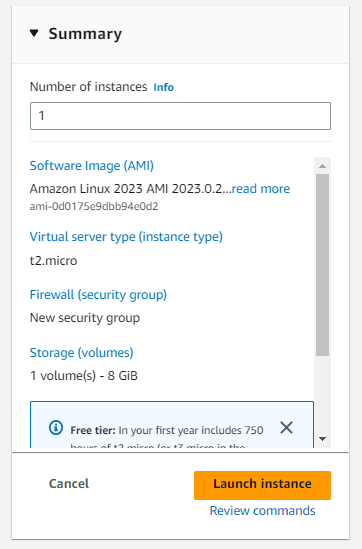 Summary
Number of instances Info
1
Software Image (AMI)
Amazon Linux 2023 AMI 2023.0.2...read more
ami-0d0175e9dbb94e0d2
Virtual server type (instance type)
t2.micro
Firewall (security group)
New security group
Storage (volumes)
1 volume(s) - 8 GiB
Free tier: In your first year includes 750
hours of t2.micro (or t3.micro in the
Cancel
Launch instance
Review commands